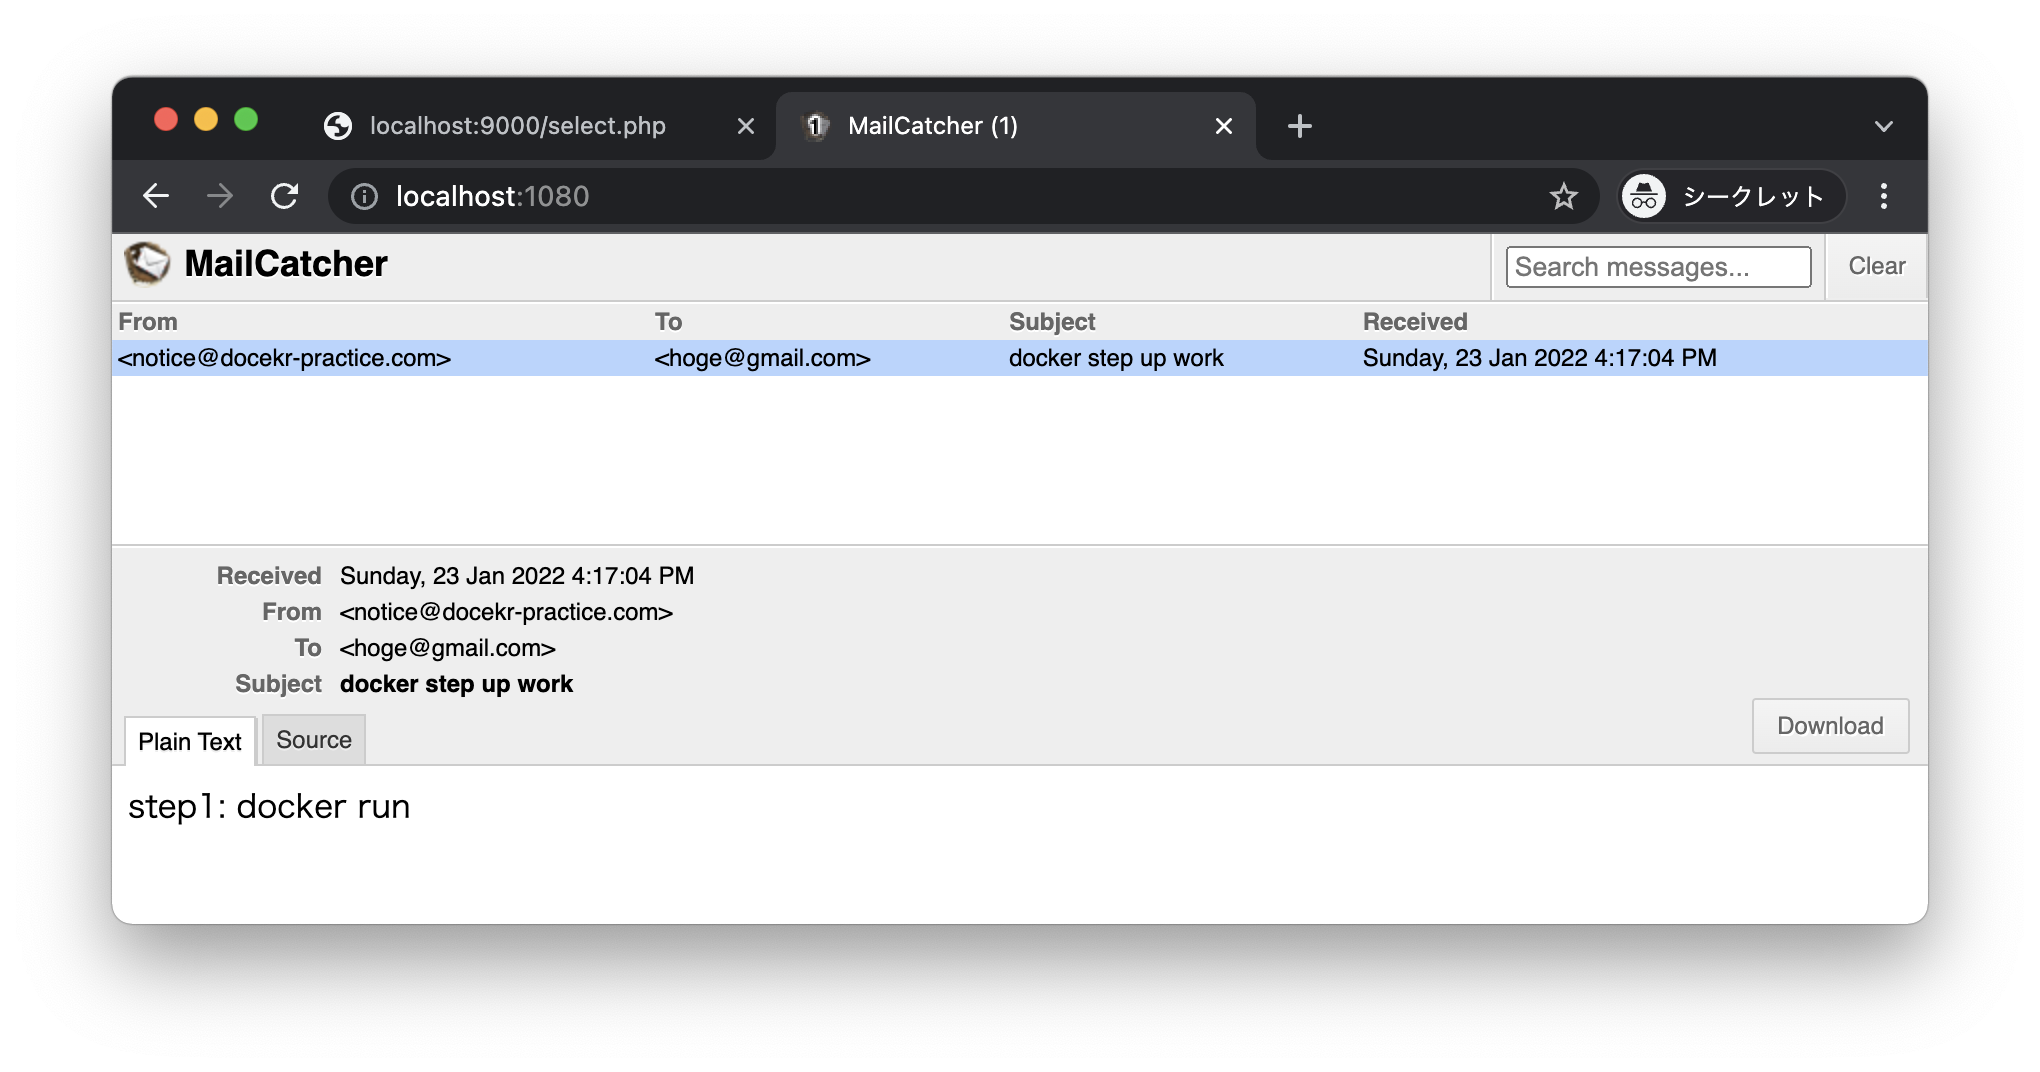 localhost:9000/select.php
MailCatcher (1)
localhost:1080
シークレット
MailCatcher
Search messages...
Clear
From To Subject Received
<notice@docekr-practice.com> <hoge@gmail.com> docker step up work Sunday, 23 Jan 2022 4:17:04 PM
Received Sunday, 23 Jan 2022 4:17:04 PM
From <notice@docekr-practice.com>
To <hoge@gmail.com>
Subject docker step up work
Plain Text Source Download
step1: docker run